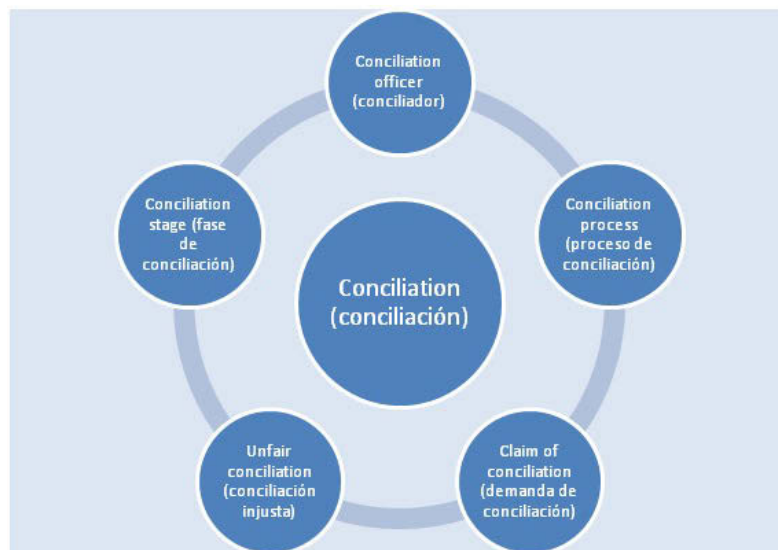 Conciliation
officer
(conciliador)
Conciliation
process
(proceso de
conciliación)
Claim of
conciliation
(demanda de
conciliación)
Unfair
conciliation
(conciliación
injusta)
Conciliation
stage (fase
de
conciliación)
Conciliation
(conciliación)